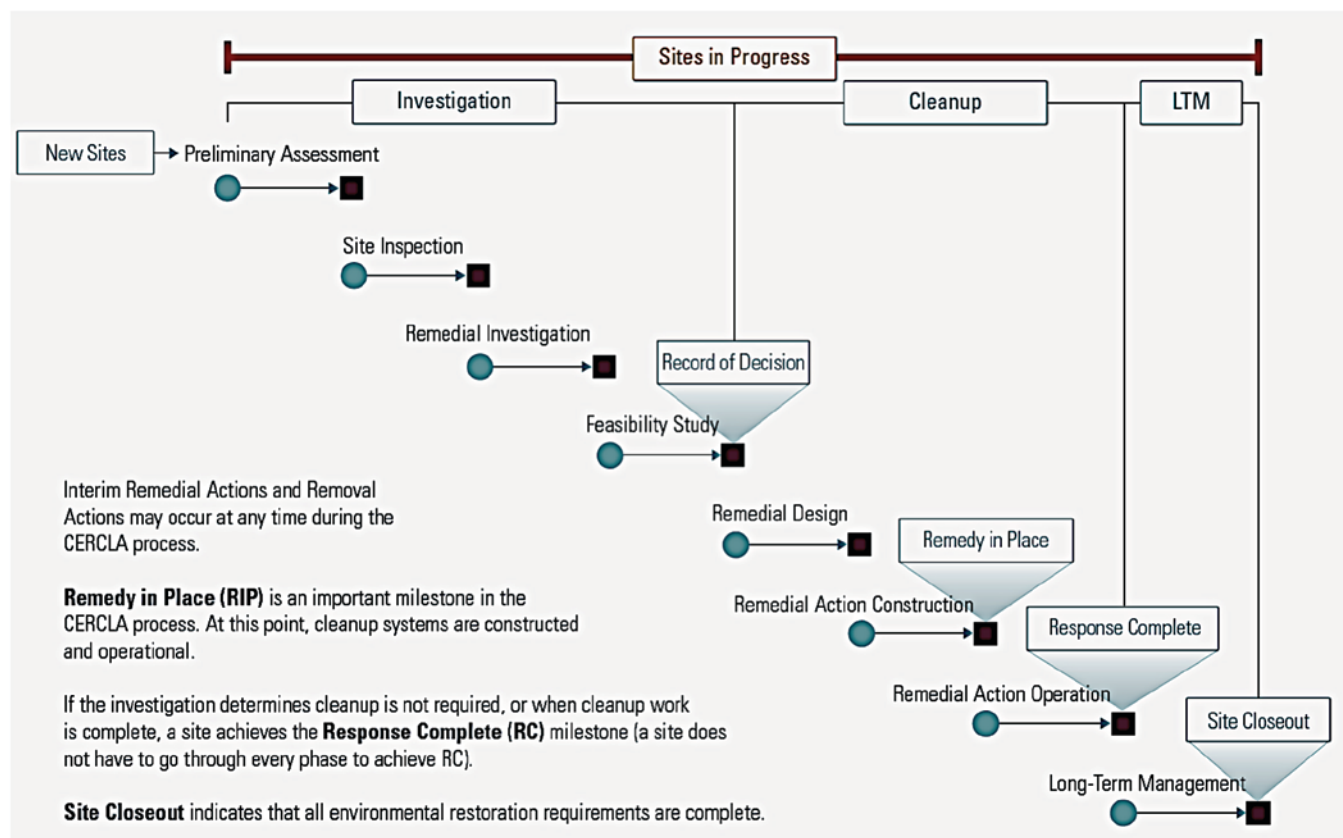 Sites in Progress
Investigation
Cleanup
LTM
New Sites
Preliminary Assessment
Site Inspection
Remedial Investigation
Record of Decision
Feasibility Study
Interim Remedial Actions and Removal
Actions may occur at any time during the
CERCLA process.
Remedial Design
Remedy in Place
Remedy in Place (RIP) is an important milestone in the
CERCLA process. At this point, cleanup systems are constructed
and operational.
Remedial Action Construction
Response Complete
If the investigation determines cleanup is not required, or when cleanup work
is complete, a site achieves the Response Complete (RC) milestone (a site does
not have to go through every phase to achieve RC).
Remedial Action Operation
Site Closeout
Long-Term Management
Site Closeout indicates that all environmental restoration requirements are complete.